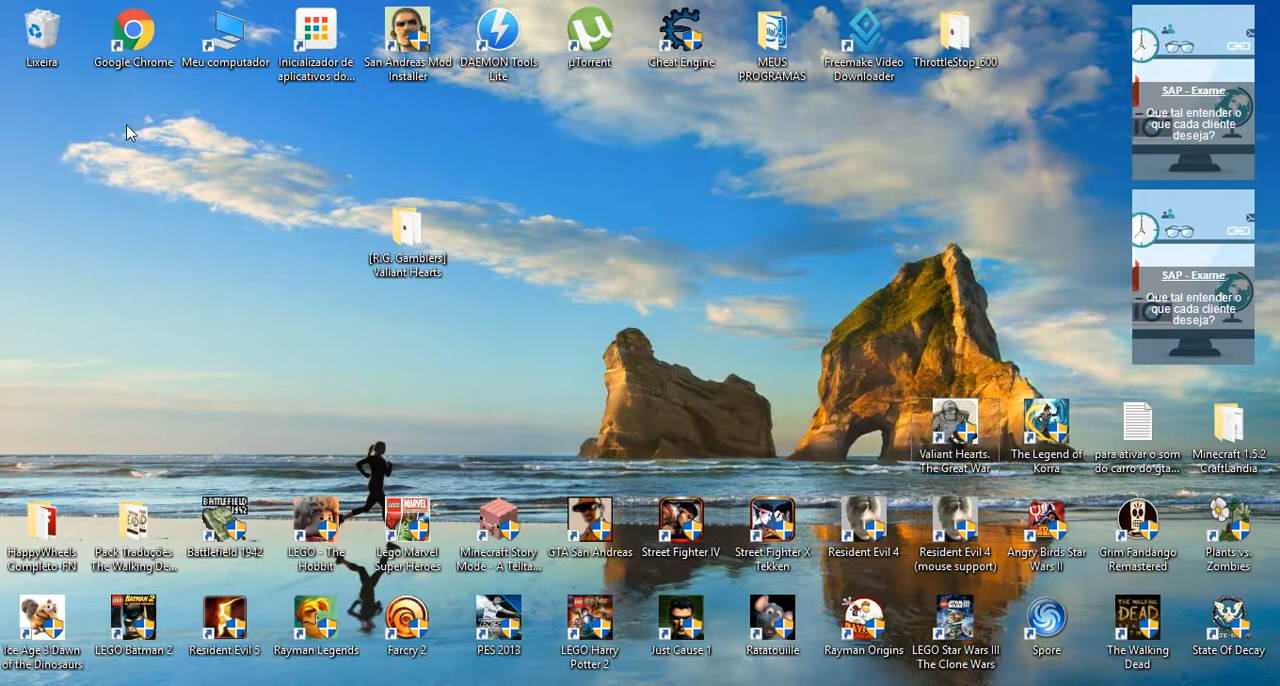 Lixeira
Google Chrome
Meu computador
Inicializador de
aplicativos do...
San Andreas Mod
Installer
DAEMON Tools
Lite
µTorrent
Cheat Engine
MEUS
PROGRAMAS
Freemake Video
Downloader
ThrottleStop_600
SAP - Exame
Que tal entender o
que cada cliente
deseja?
[R.G. Gamblers]
Valiant Hearts
SAP - Exame
Que tal entender o
que cada cliente
deseja?
Valiant Hearts.
The Great War
The Legend of
Korra
para ativar o som
do carro do gta...
Minecraft 1.5.2
CraftLandia
HappyWheels
Completo-FN
Pack Traduções
The Walking De...
BATTLEFIELD
1942
Battlefield 1942
LEGO - The
Hobbit
Lego Marvel
Super Heroes
Minecraft Story
Mode - A Tellta...
GTA San Andreas
Street Fighter IV
Street Fighter X
Tekken
Resident Evil 4
Resident Evil 4
(mouse support)
Angry Birds Star
Wars II
Grim Fandango
Remastered
Plants vs.
Zombies
Ice Age 3 Dawn
of the Dinosaurs
LEGO Batman 2
Resident Evil 5
Rayman Legends
Farcry 2
PES 2013
LEGO Harry
Potter 2
Just Cause 1
Ratatouille
Rayman Origins
LEGO Star Wars III
The Clone Wars
Spore
THE WALKING
DEAD
The Walking
Dead
State Of Decay